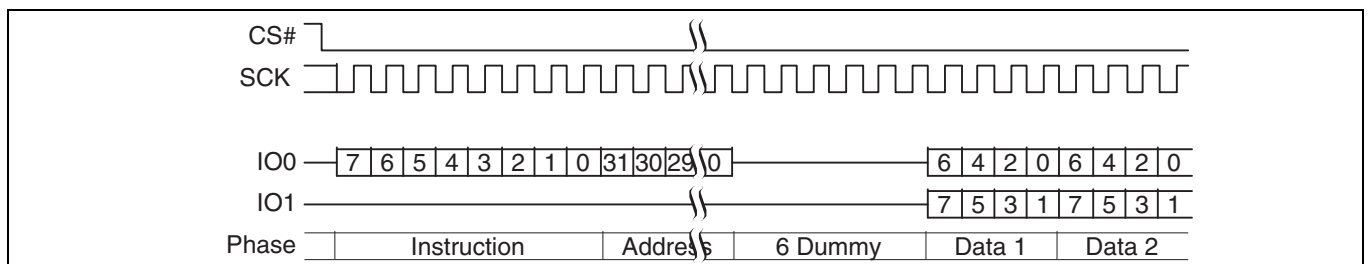 CS#
SCK
IO0 7 6 5 4 3 2 1 0 31 30 29 0 6 4 2 0 6 4 2 0
IO1 7 5 3 1 7 5 3 1
Phase Instruction Address 6 Dummy Data 1 Data 2